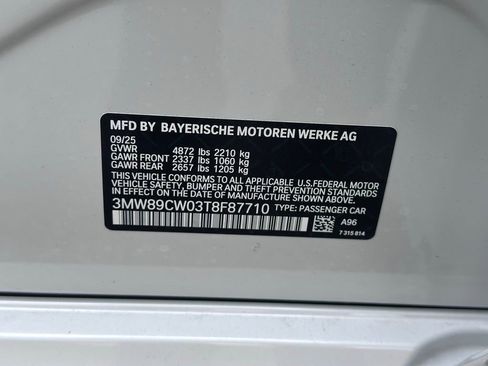 MFD BY BAYERISCHE MOTOREN WERKE AG
09/25
GVWR 4872 lbs 2210 kg
GAWR FRONT 2337 lbs 1060 kg
GAWR REAR 2657 lbs 1205 kg
THIS VEHICLE CONFORMS TO ALL APPLICABLE U.S.FEDERAL MOTOR
VEHICLE SAFETY, BUMPER, AND THEFT PREVENTION STANDARDS
IN EFFECT ON THE DATE OF MANUFACTURE SHOWN ABOVE.
3MW89CW03T8F87710 TYPE: PASSENGER CAR
A96
7 315 814